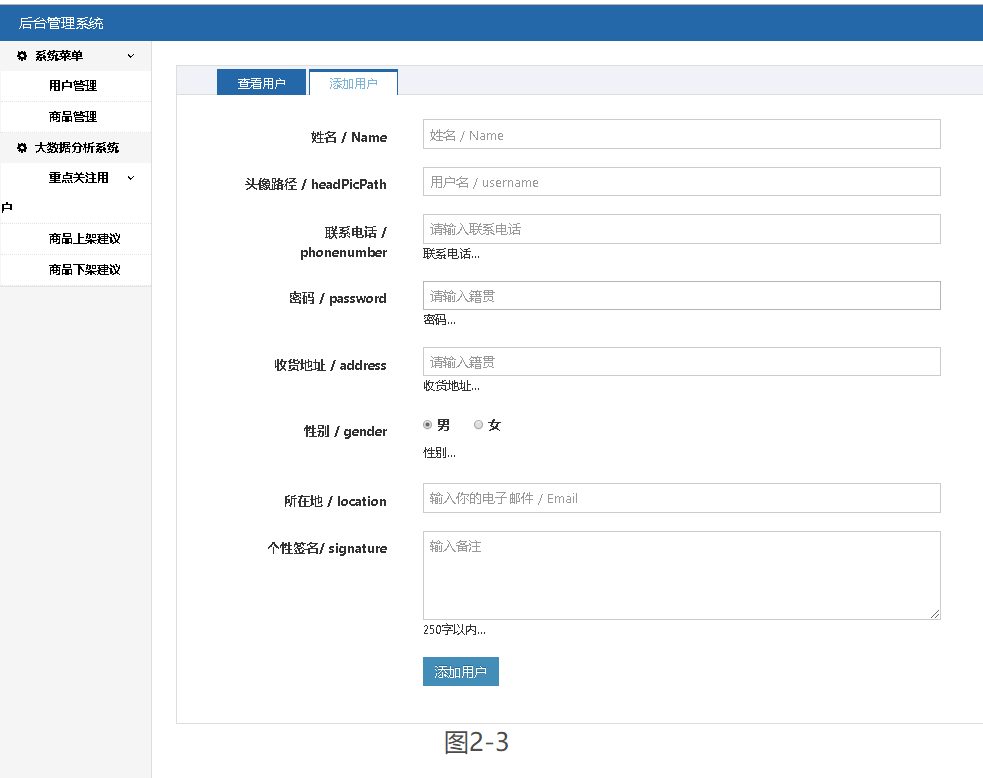 后台管理系统
系统菜单
用户管理
商品管理
大数据分析系统
重点关注用
户
商品上架建议
商品下架建议
查看用户
添加用户
姓名 / Name
姓名 / Name
头像路径 / headPicPath
用户名 / username
联系电话 /
phonenumber
请输入联系电话
联系电话...
密码 / password
请输入籍贯
密码...
收货地址 / address
请输入籍贯
收货地址...
性别 / gender
男
女
性别...
所在地 / location
输入你的电子邮件 / Email
个性签名/ signature
输入备注
250字以内...
添加用户
图2-3